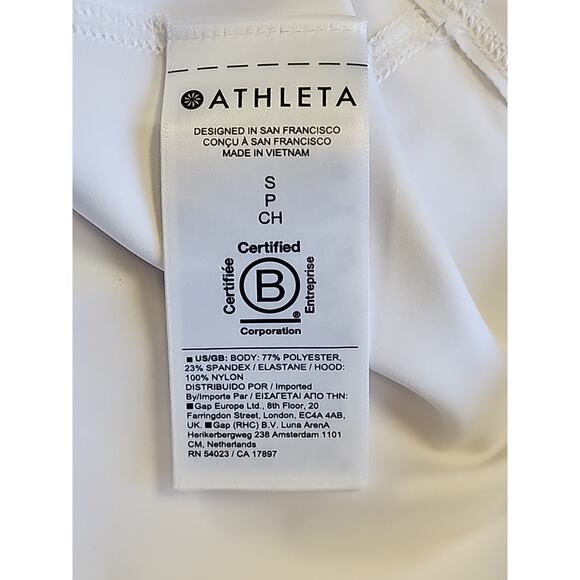 ATHLETA
DESIGNED IN SAN FRANCISCO
CONÇU À SAN FRANCISCO
MADE IN VIETNAM
S
P
CH
Certified
Certifiée
B
Entreprise
®
Corporation
■ US/GB: BODY: 77% POLYESTER,
23% SPANDEX / ELASTANE / HOOD:
100% NYLON
DISTRIBUIDO POR / Imported
By/Importe Par / ΕΙΣΑΓΕΤΑΙ ΑΠΟ ΤΗΝ:
■ Gap Europe Ltd., 8th Floor, 20
Farringdon Street, London, EC4A 4AB,
UK. ■ Gap (RHC) B.V. Luna ArenA
Herikerbergweg 238 Amsterdam 1101
CM, Netherlands
RN 54023 / CA 17897